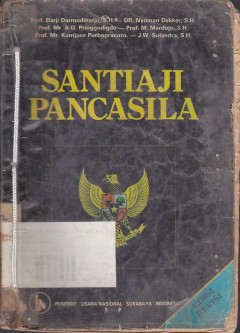 Prof. Darji Darmodiharjo, S.H. — DR. Nyoman Dekker, S.H.
Prof. Mr. A.G. Pringgodigdo — Prof. M. Mardojo, S.H.
Prof. Mr. Kuntjoro Purbopranoto. — J.W. Sulandra, S.H.
SANTIAJI
PANCASILA
EDISI
PENERBIT : USAHA NASIONAL SURABAYA - INDONESIA